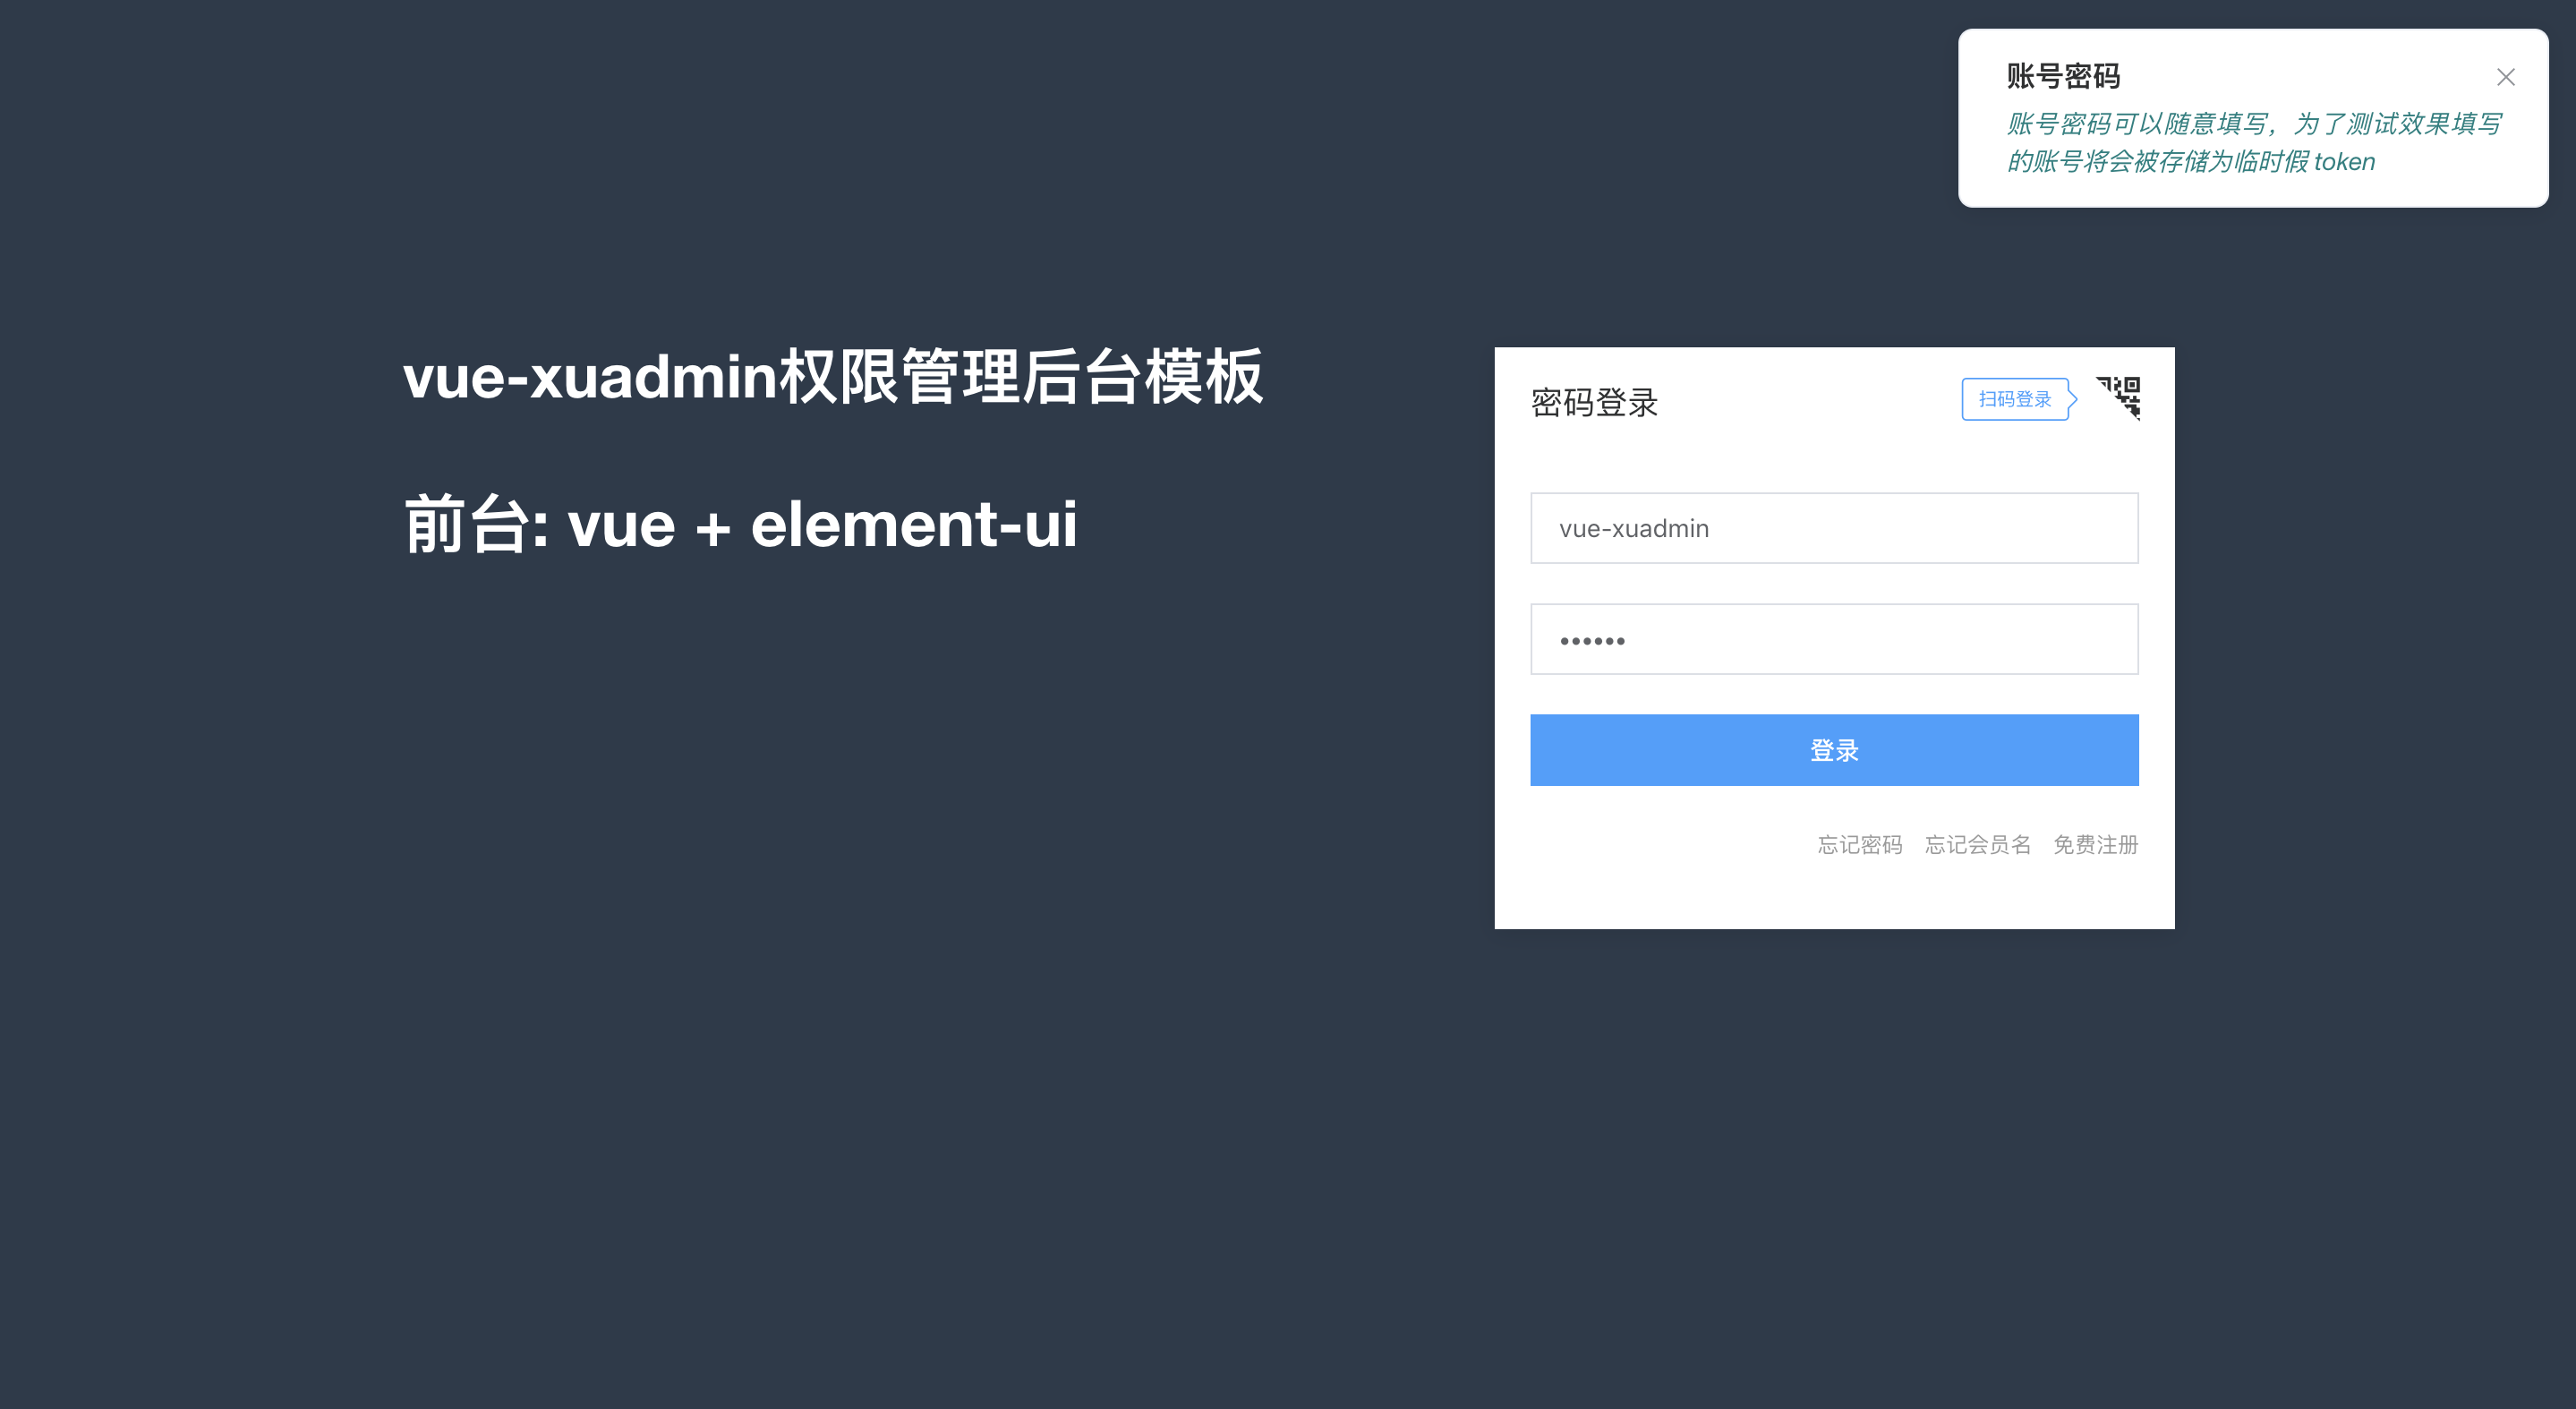 账号密码
账号密码可以随意填写，为了测试效果填写
的账号将会被存储为临时假 token
vue-xuadmin权限管理后台模板
前台: vue + element-ui
密码登录
扫码登录
vue-xuadmin
••••••
登录
忘记密码 忘记会员名 免费注册